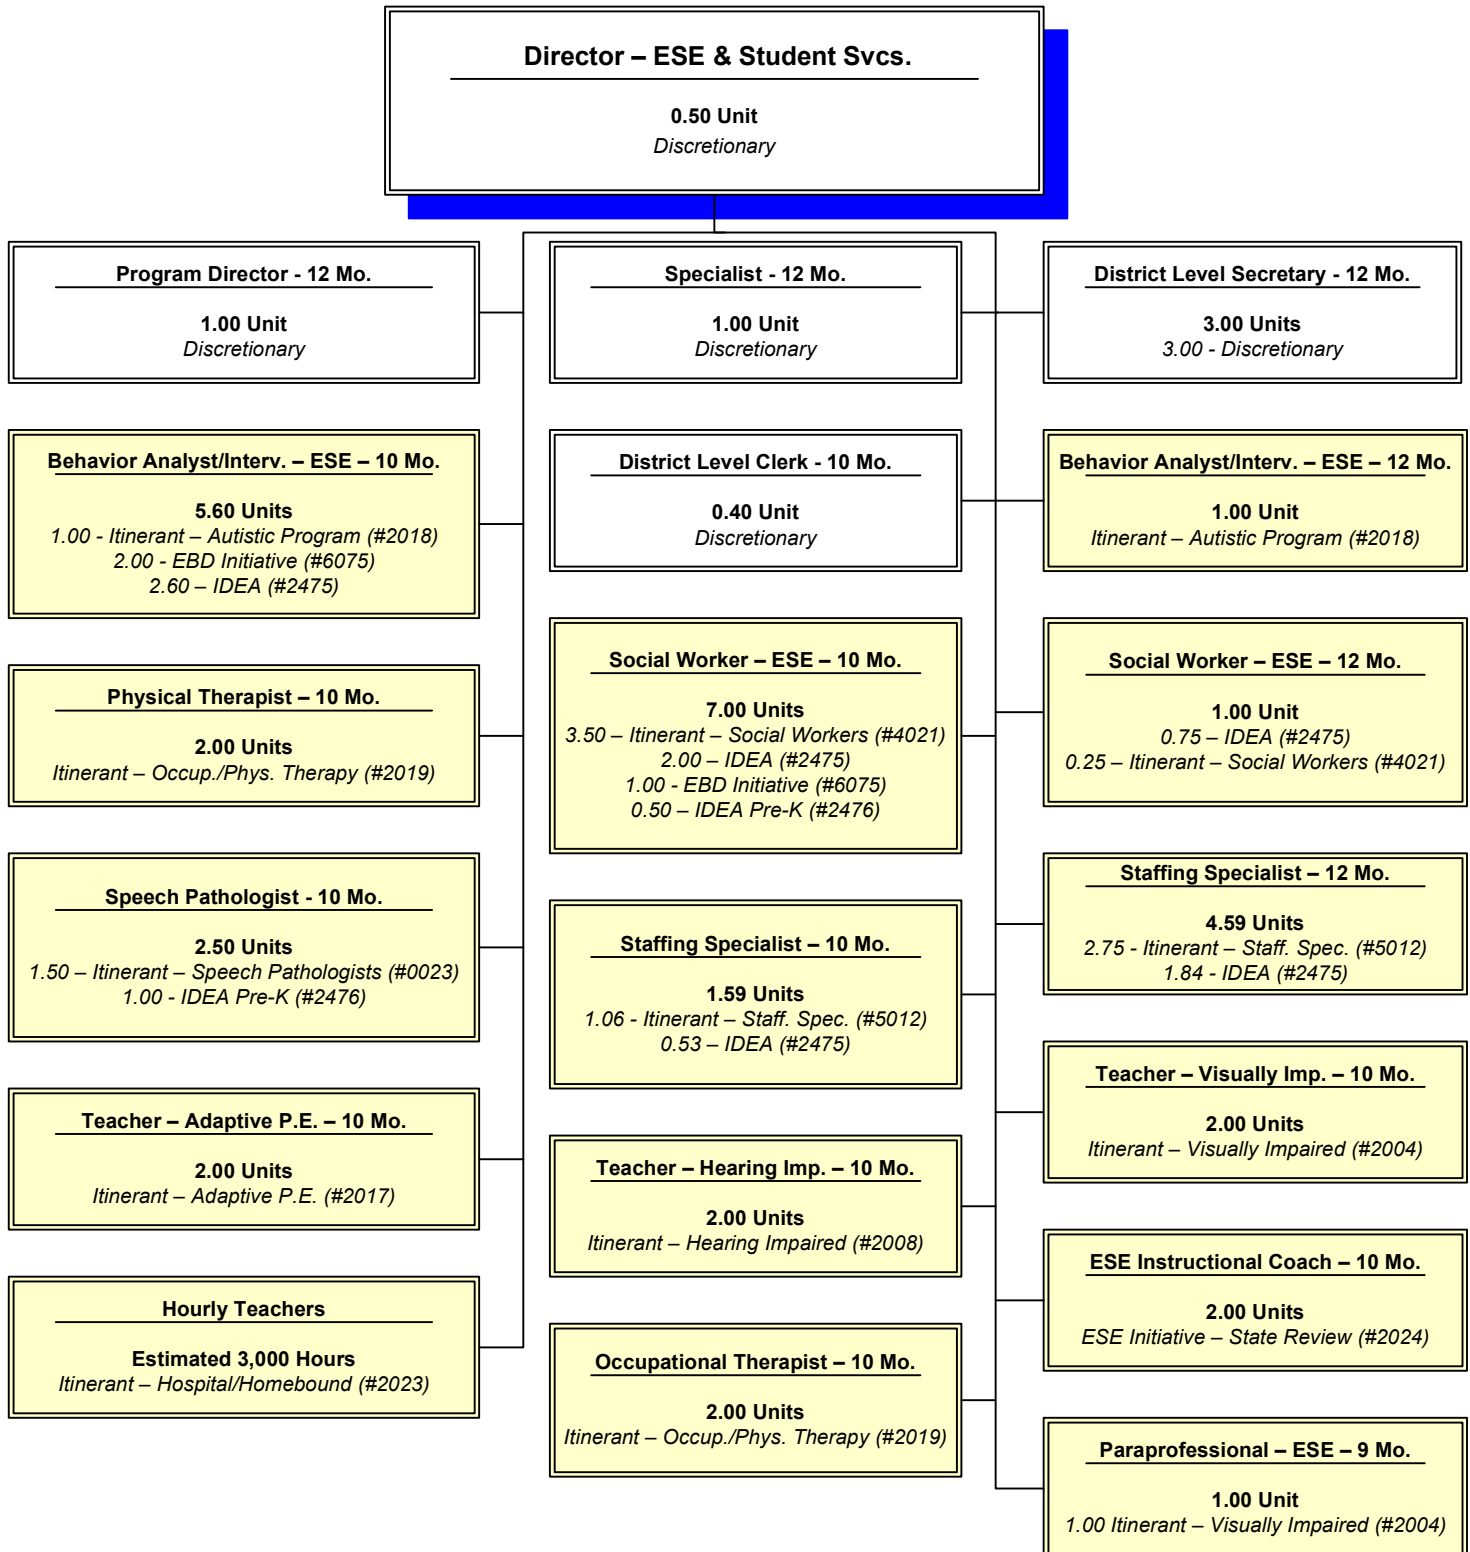 Director – ESE & Student Svcs.
0.50 Unit
Discretionary
Program Director - 12 Mo.
1.00 Unit
Discretionary
Specialist - 12 Mo.
1.00 Unit
Discretionary
District Level Secretary - 12 Mo.
3.00 Units
3.00 - Discretionary
Behavior Analyst/Interv. – ESE – 10 Mo.
5.60 Units
1.00 - Itinerant – Autistic Program (#2018)
2.00 - EBD Initiative (#6075)
2.60 – IDEA (#2475)
District Level Clerk - 10 Mo.
0.40 Unit
Discretionary
Behavior Analyst/Interv. – ESE – 12 Mo.
1.00 Unit
Itinerant – Autistic Program (#2018)
Social Worker – ESE – 10 Mo.
7.00 Units
3.50 – Itinerant – Social Workers (#4021)
2.00 – IDEA (#2475)
1.00 - EBD Initiative (#6075)
0.50 – IDEA Pre-K (#2476)
Social Worker – ESE – 12 Mo.
1.00 Unit
0.75 – IDEA (#2475)
0.25 – Itinerant – Social Workers (#4021)
Physical Therapist – 10 Mo.
2.00 Units
Itinerant – Occup./Phys. Therapy (#2019)
Speech Pathologist - 10 Mo.
2.50 Units
1.50 – Itinerant – Speech Pathologists (#0023)
1.00 - IDEA Pre-K (#2476)
Staffing Specialist – 10 Mo.
1.59 Units
1.06 - Itinerant – Staff. Spec. (#5012)
0.53 – IDEA (#2475)
Staffing Specialist – 12 Mo.
4.59 Units
2.75 - Itinerant – Staff. Spec. (#5012)
1.84 - IDEA (#2475)
Teacher – Visually Imp. – 10 Mo.
2.00 Units
Itinerant – Visually Impaired (#2004)
Teacher – Adaptive P.E. – 10 Mo.
2.00 Units
Itinerant – Adaptive P.E. (#2017)
Teacher – Hearing Imp. – 10 Mo.
2.00 Units
Itinerant – Hearing Impaired (#2008)
ESE Instructional Coach – 10 Mo.
2.00 Units
ESE Initiative – State Review (#2024)
Hourly Teachers
Estimated 3,000 Hours
Itinerant – Hospital/Homebound (#2023)
Occupational Therapist – 10 Mo.
2.00 Units
Itinerant – Occup./Phys. Therapy (#2019)
Paraprofessional – ESE – 9 Mo.
1.00 Unit
1.00 Itinerant – Visually Impaired (#2004)